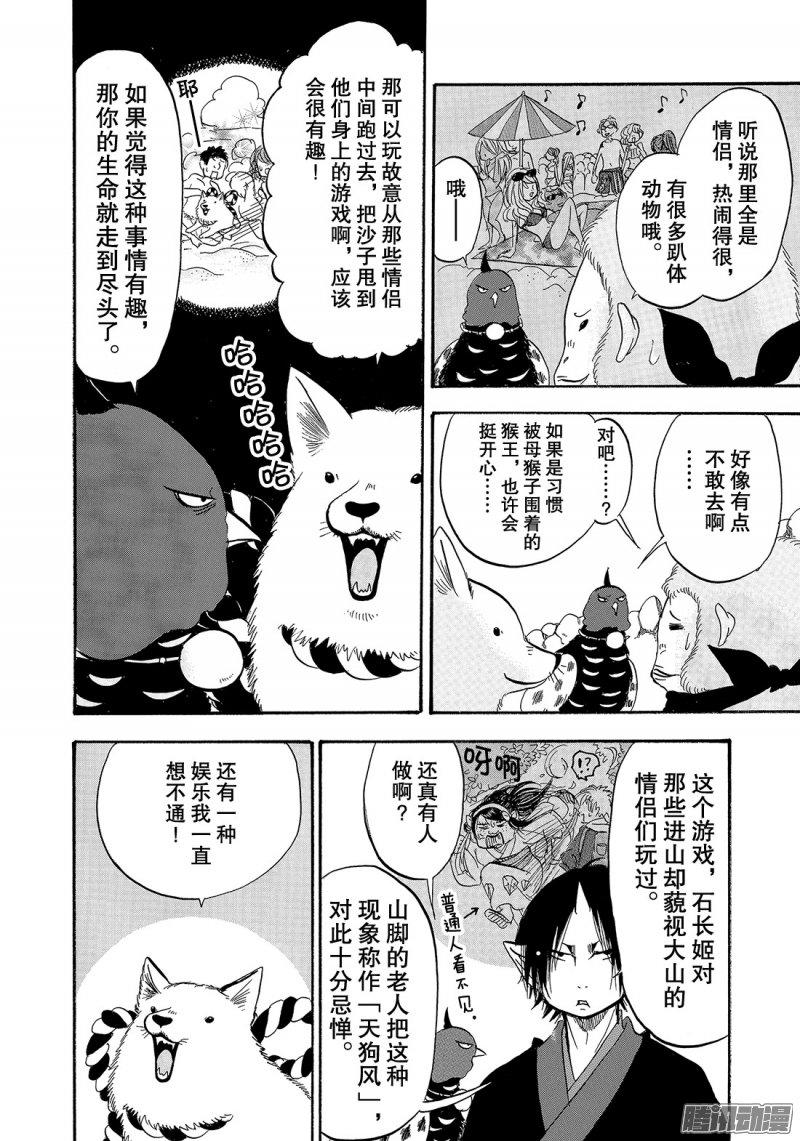 听说那里全是
情侣，热闹得很，
有很多趴体
动物哦。
哦——
好像有点
不敢去啊
……
对吧……？
如果是习惯
被母猴子围着的
猴王，也许会
挺开心……
那可以玩故意从那些情侣
中间跑过去，把沙子甩到
他们身上的游戏啊，应该
会很有趣！
耶—
如果觉得这种事情有趣，
那你的生命就走到尽头了。
哈哈哈哈哈
这个游戏，石长姬对
那些进山却藐视大山的
情侣们玩过。
呀啊
!?
还真有人
做啊？
普通人看不见。
山脚的老人把这种
现象称作「天狗风」，
对此十分忌惮。
还有一种
娱乐我一直
想不通！
腾讯动漫